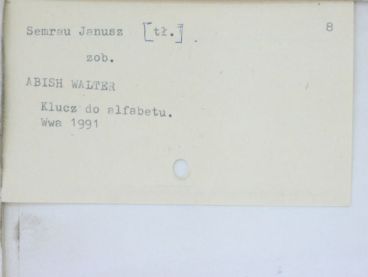 Semrau Janusz [tł.] 8
zob.
ABISH WALTER
Klucz do alfabetu.
Wwa 1991